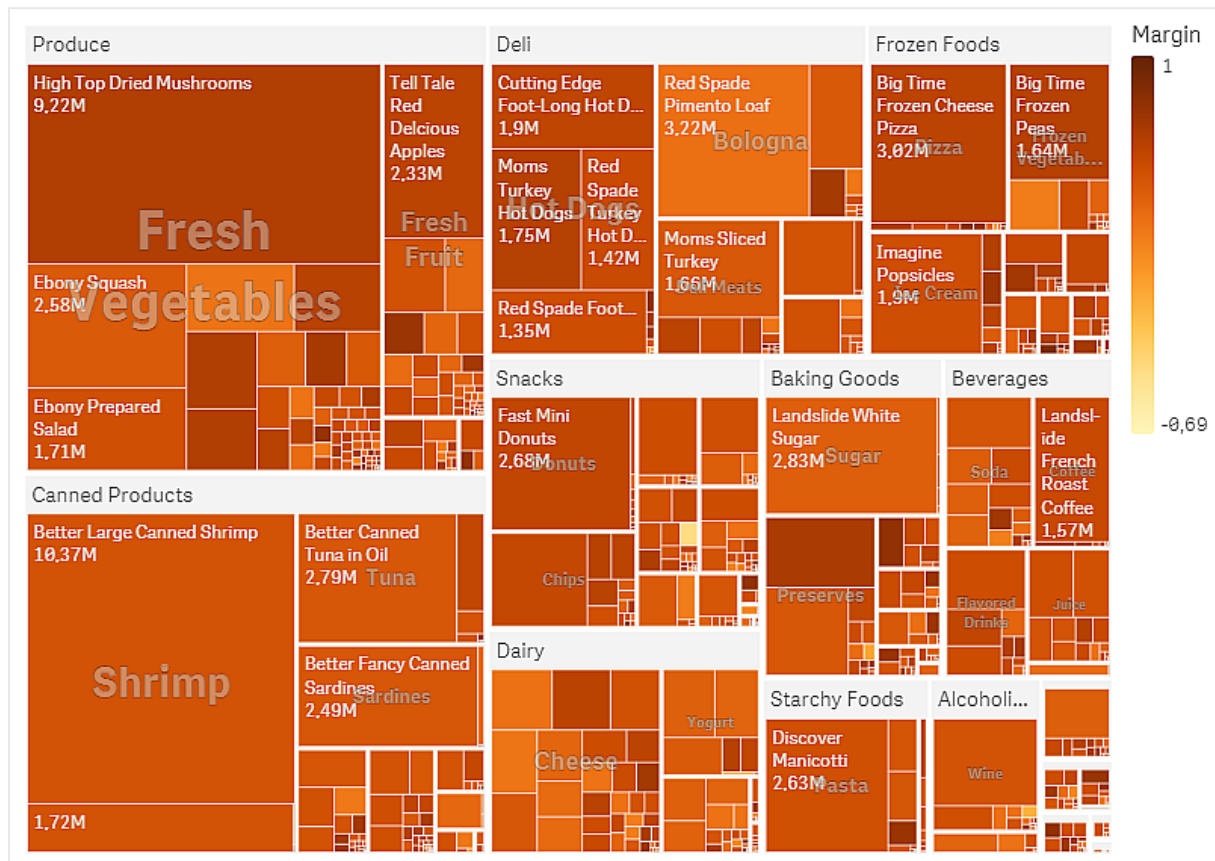 Produce
High Top Dried Mushrooms
9,22M
Fresh
Vegetables
Ebony Squash
2,58M
Ebony Prepared
Salad
1,71M
Tell Tale
Red
Delcious
Apples
2,33M
Fresh
Fruit
Canned Products
Better Large Canned Shrimp
10,37M
Shrimp
1,72M
Better Canned
Tuna in Oil
2,79M
Tuna
Better Fancy Canned
Sardines
2,49M
Sardines
Deli
Cutting Edge
Foot-Long Hot D...
1,9M
Moms
Turkey
Hot Dogs
1,75M
Red
Spade
Turkey
Hot D...
1,42M
Hot Dogs
Red Spade Foot...
1,35M
Red Spade
Pimento Loaf
3,22M
Bologna
Moms Sliced
Turkey
1,66M
Deli Meats
Frozen Foods
Big Time
Frozen Cheese
Pizza
3,02M
Pizza
Big Time
Frozen
Peas
1,64M
Frozen
Vegetab...
Imagine
Popsicles
1,9M
Ice Cream
Snacks
Fast Mini
Donuts
2,68M
Donuts
Chips
Baking Goods
Landslide White
Sugar
2,83M
Sugar
Preserves
Beverages
Soda
Landsl-
ide
French
Roast
Coffee
1,57M
Coffee
Flavored
Drinks
Juice
Dairy
Cheese
Yogurt
Starchy Foods
Discover
Manicotti
2,63M
Pasta
Alcoholi...
Wine
Margin
1
-0,69